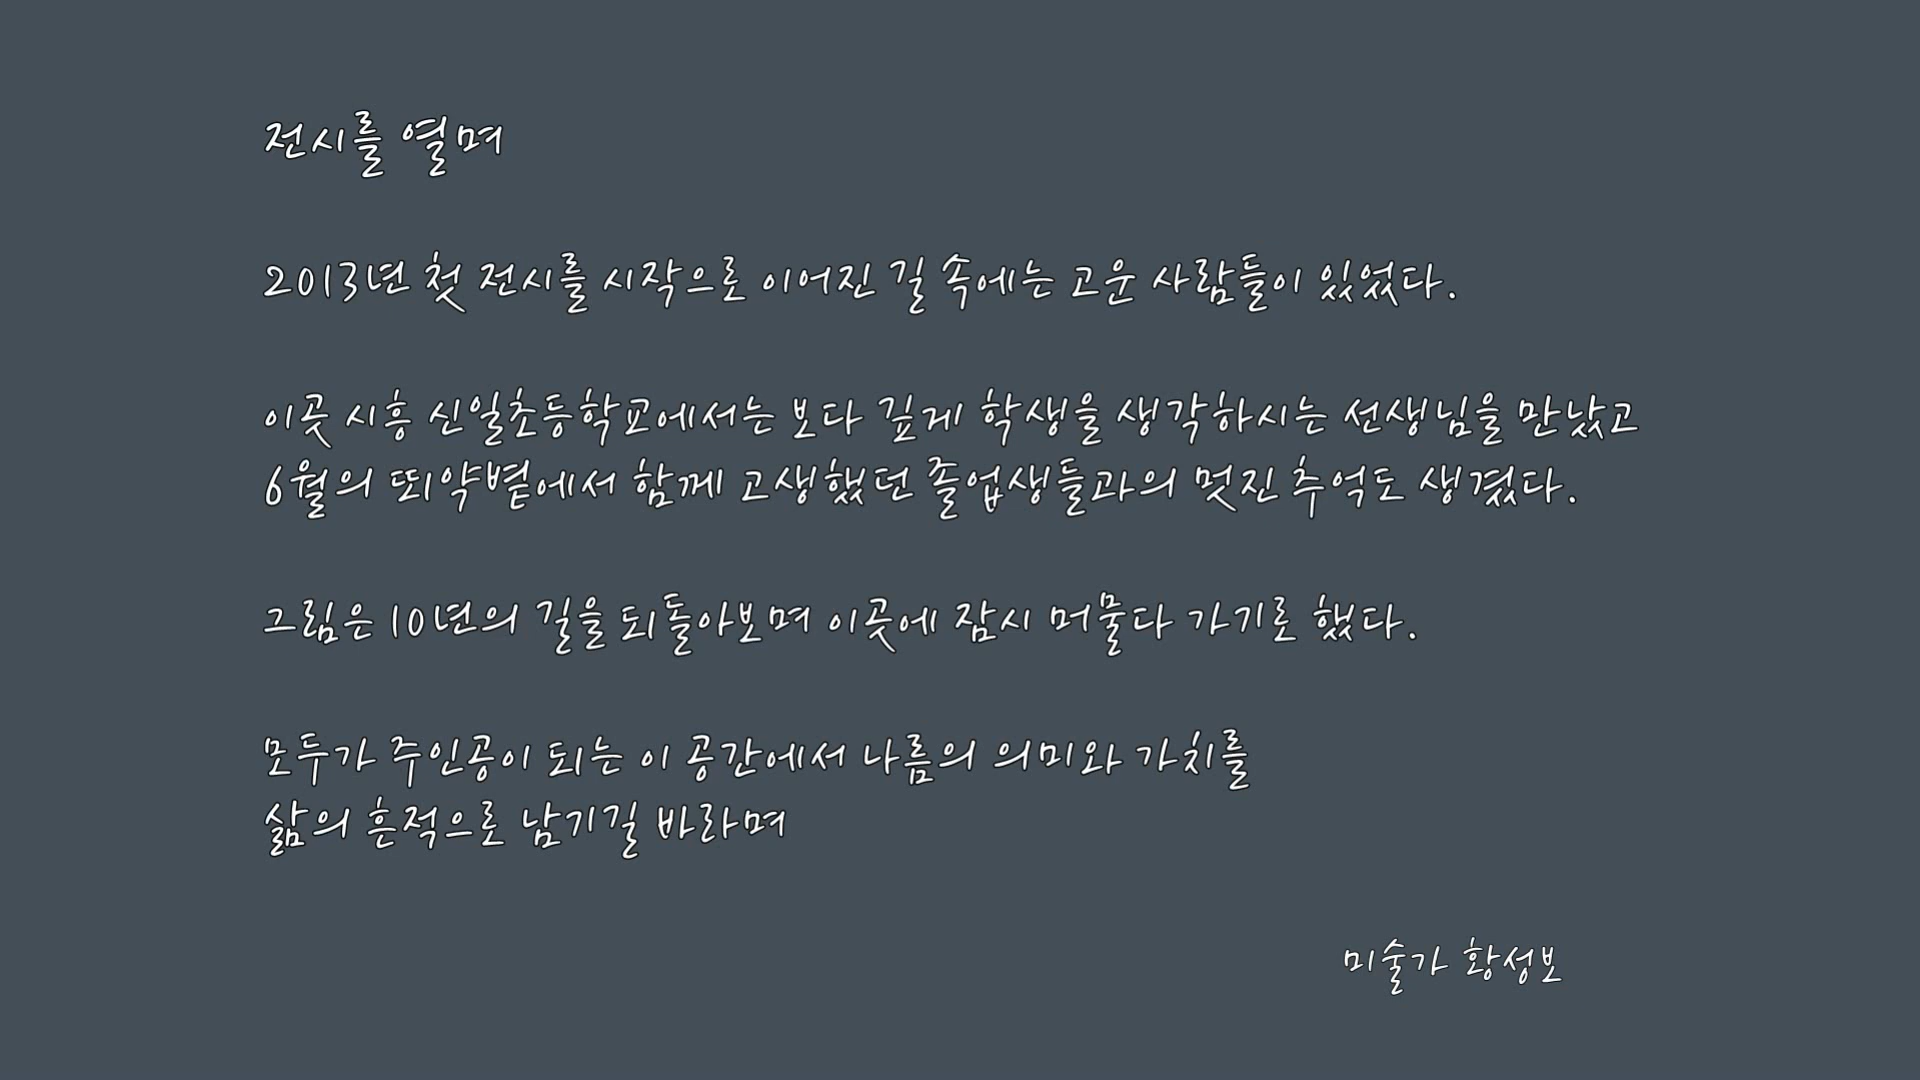 전시를 열며
2013년 첫 전시를 시작으로 이어진 길 속에는 고운 사람들이 있었다.
이곳 시흥 신일초등학교에서는 보다 깊게 학생을 생각하시는 선생님을 만났고
6월의 뙤약볕에서 함께 고생했던 졸업생들과의 멋진 추억도 생겼다.
그림은 10년의 길을 되돌아보며 이곳에 잠시 머물다 가기로 했다.
모두가 주인공이 되는 이 공간에서 나름의 의미와 가치를
삶의 흔적으로 남기길 바라며
미술가 황성보